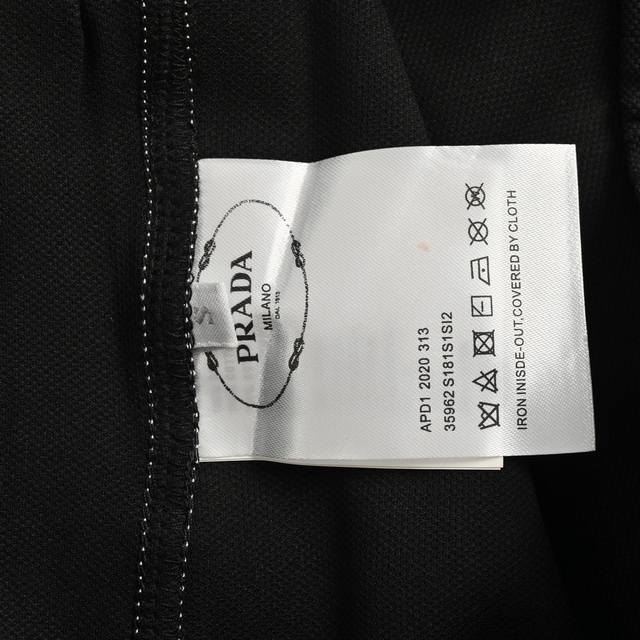 S
PRADA
MILANO
DAL 1913
APD1 2020 313
35962 S181S1SI2
IRON INISDE-OUT.COVERED BY CLOTH